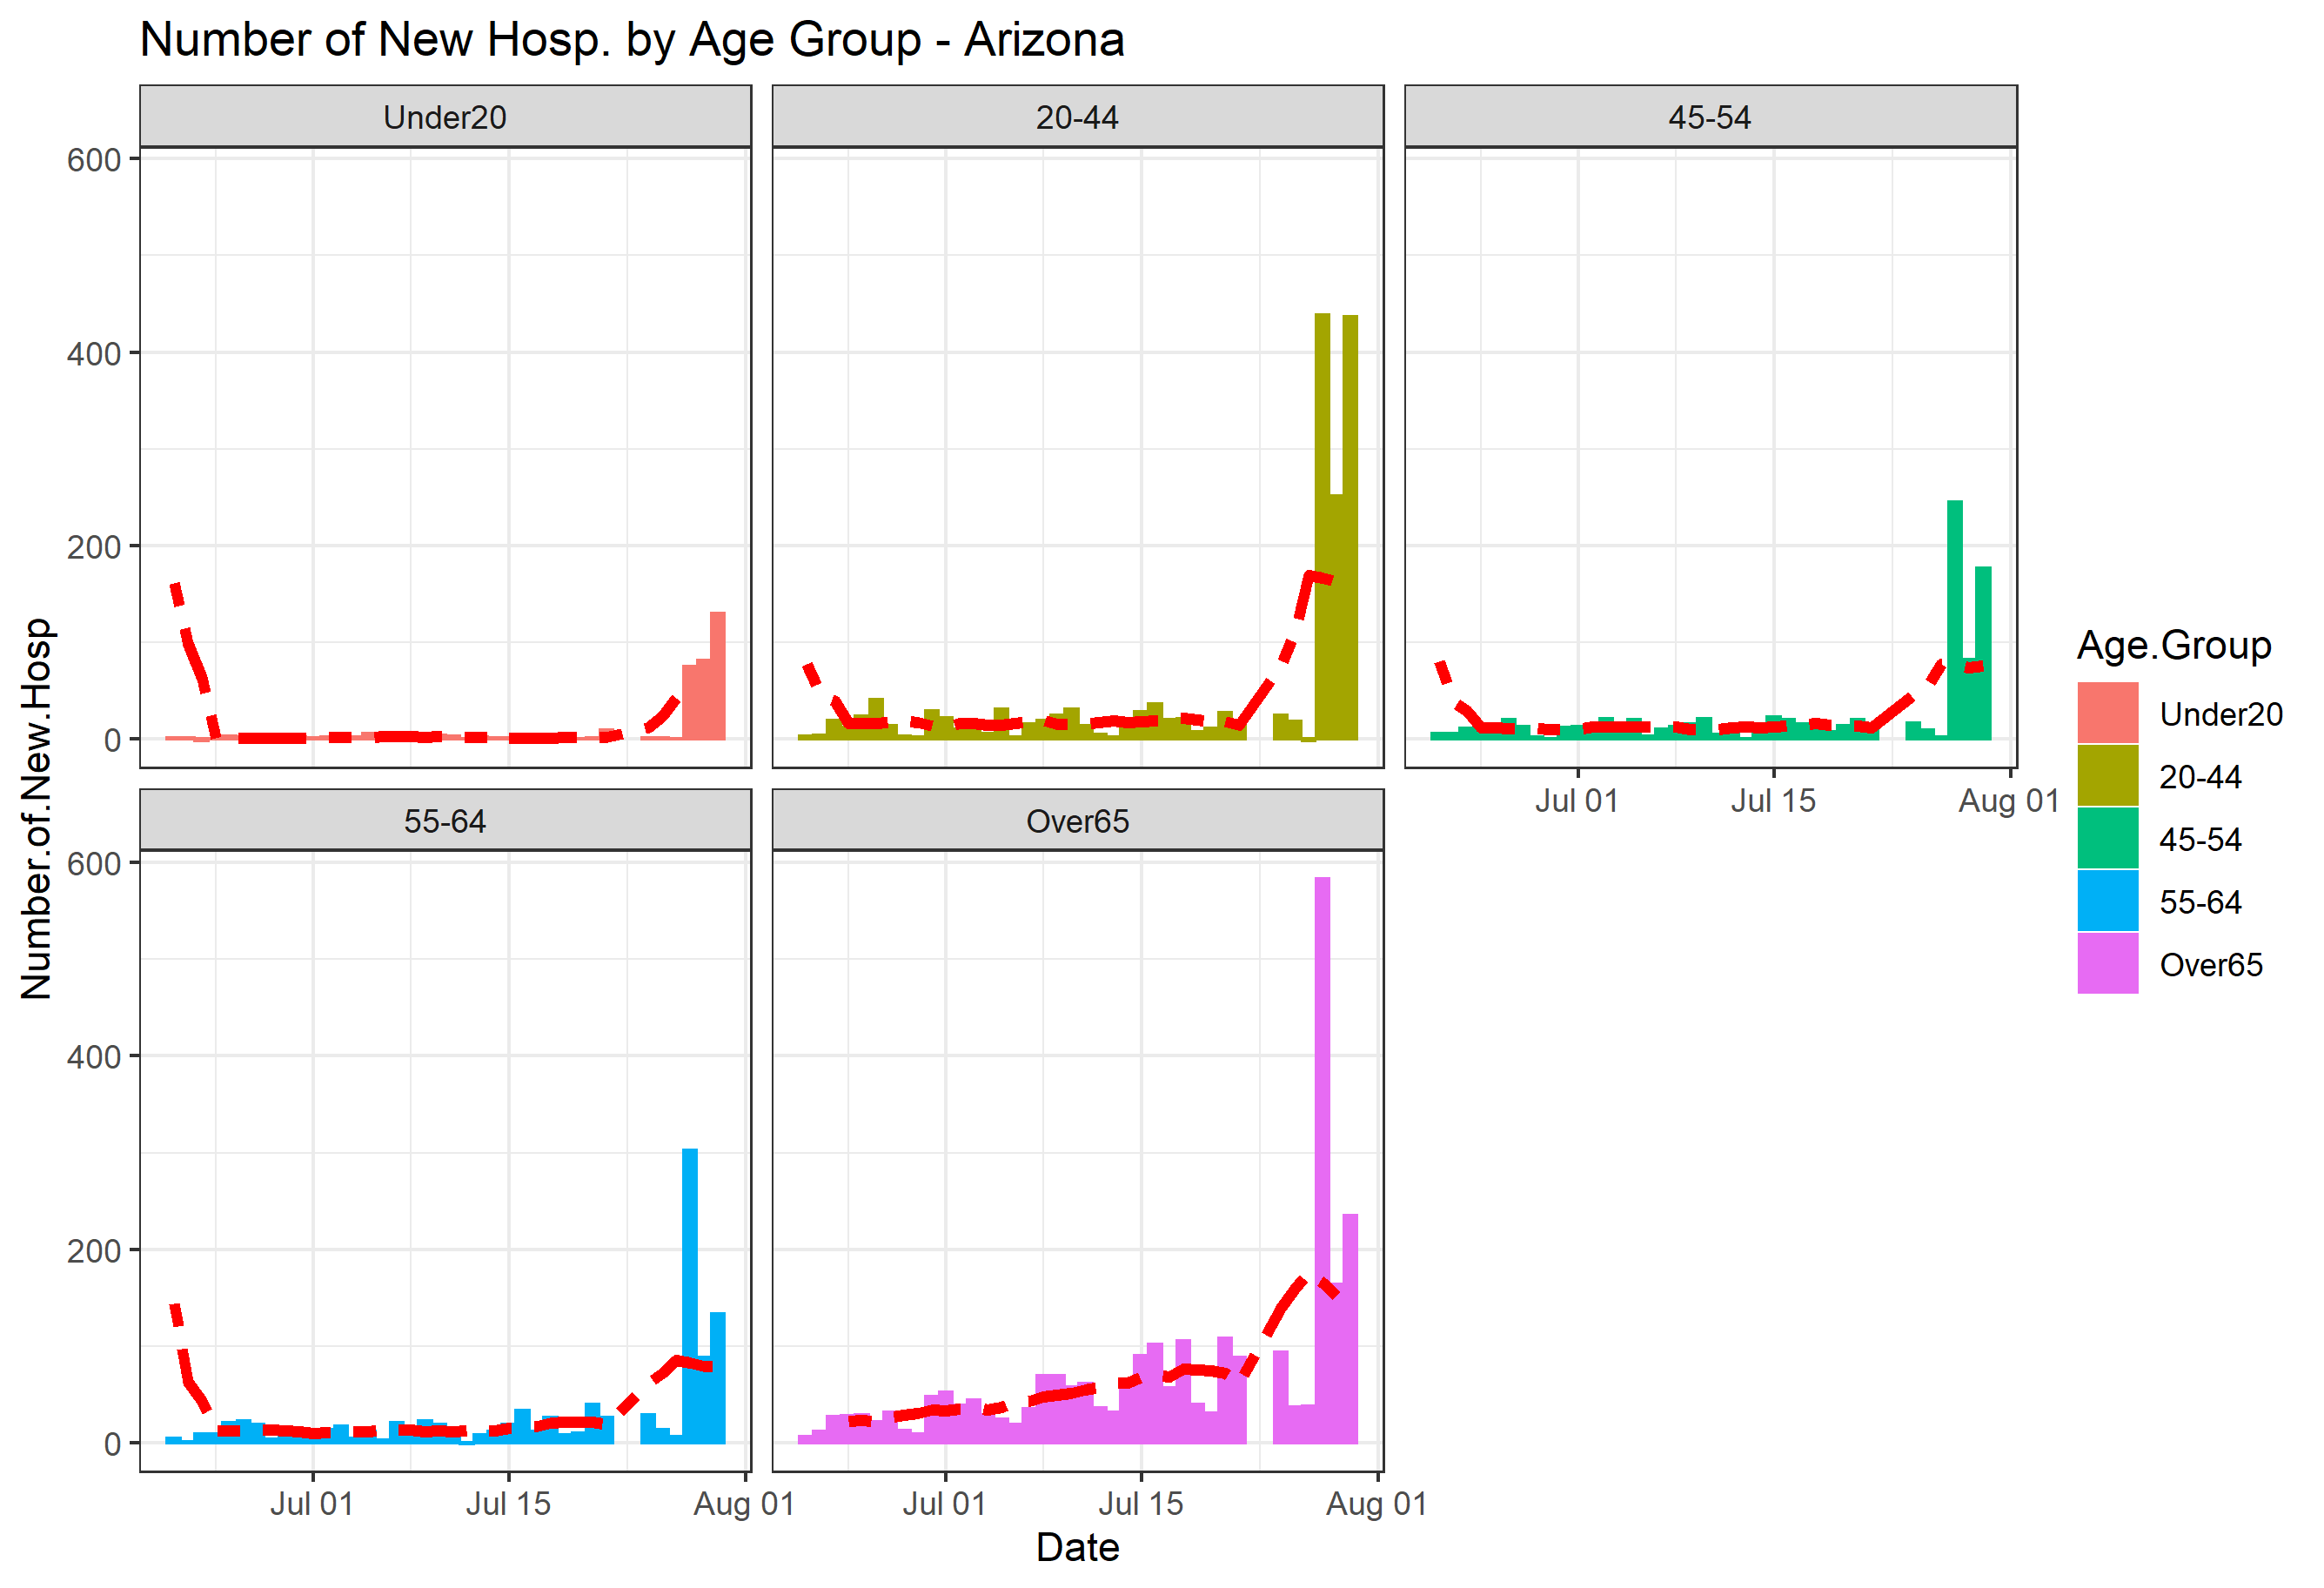 Number of New Hosp. by Age Group - Arizona
Under20
20-44
45-54
600
400
200
0
Jul 01
Jul 15
Aug 01
55-64
Over65
600
400
200
0
Jul 01
Jul 15
Aug 01
Jul 01
Jul 15
Aug 01
Date
Number.of.New.Hosp
Age.Group
Under20
20-44
45-54
55-64
Over65